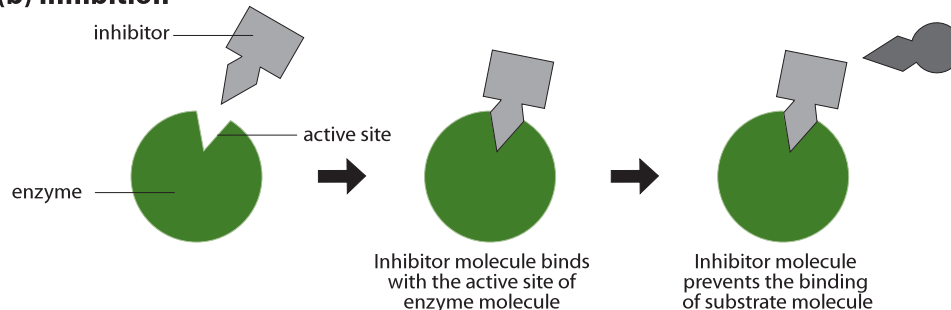 (b) Inhibition
inhibitor
active site
enzyme
Inhibitor molecule binds
with the active site of
enzyme molecule
Inhibitor molecule
prevents the binding
of substrate molecule